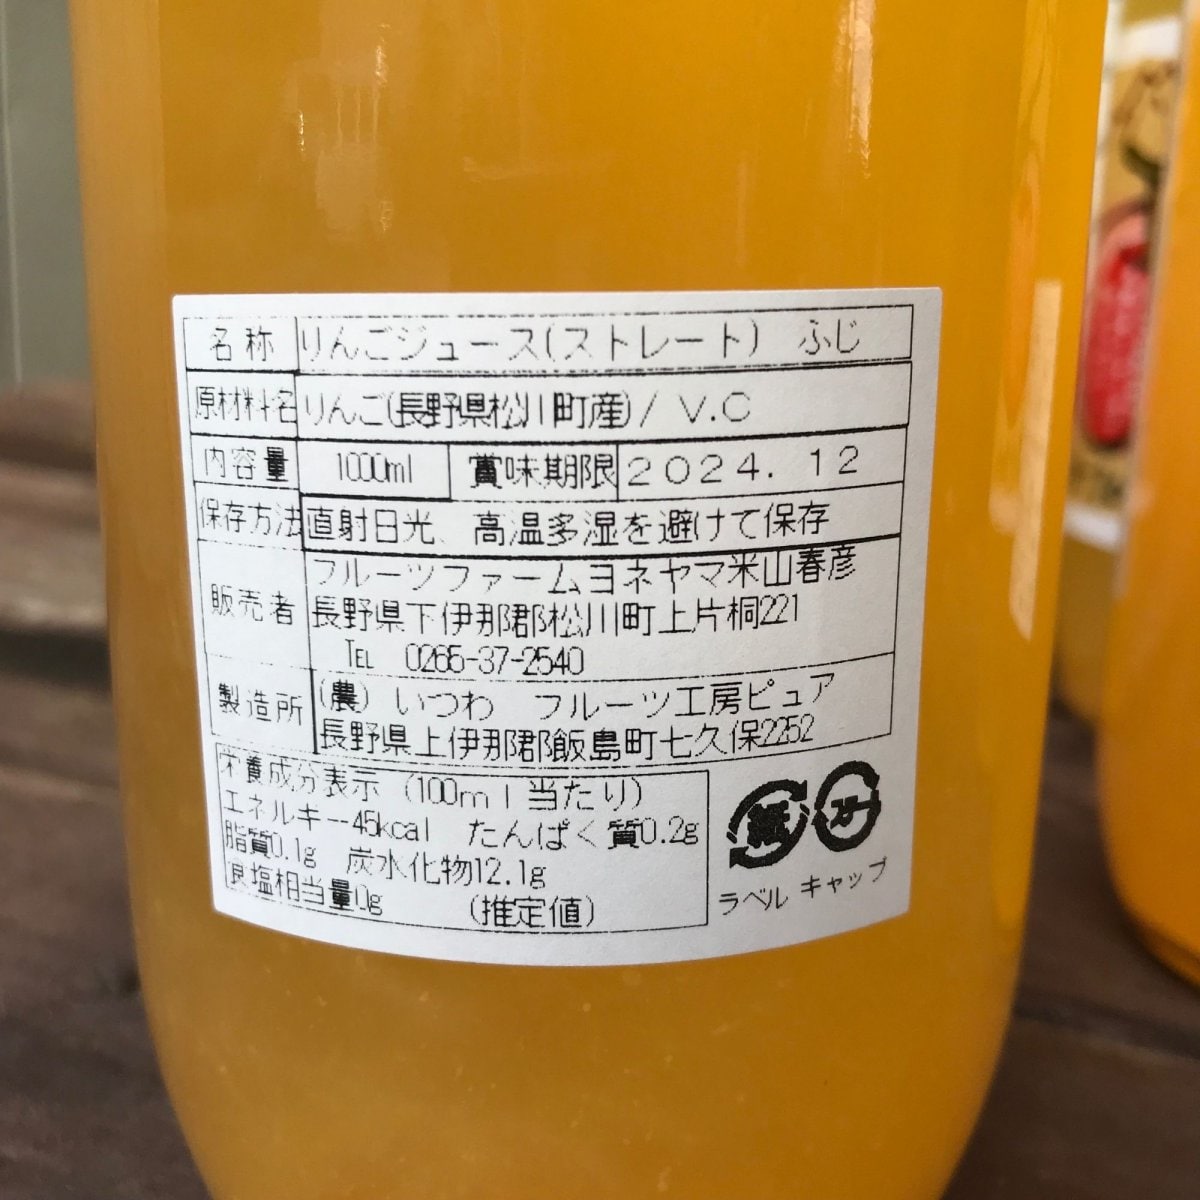 名称 りんごジュース(ストレート) ふじ
原材料名 りんご(長野県松川町産)/ V.C
内容量 1000ml 賞味期限 2024.12
保存方法 直射日光、高温多湿を避けて保存
販売者 フルーツファームヨネヤマ米山春彦
長野県下伊那郡松川町上片桐221
TEL 0265-37-2540
製造所 (農)いつわ フルーツ工房ピュア
長野県上伊那郡飯島町七久保2252
栄養成分表示(100ml当たり)
エネルギー45kcal たんぱく質0.2g
脂質0.1g 炭水化物12.1g
食塩相当量0g (推定値)
紙 プラ
ラベル キャップ